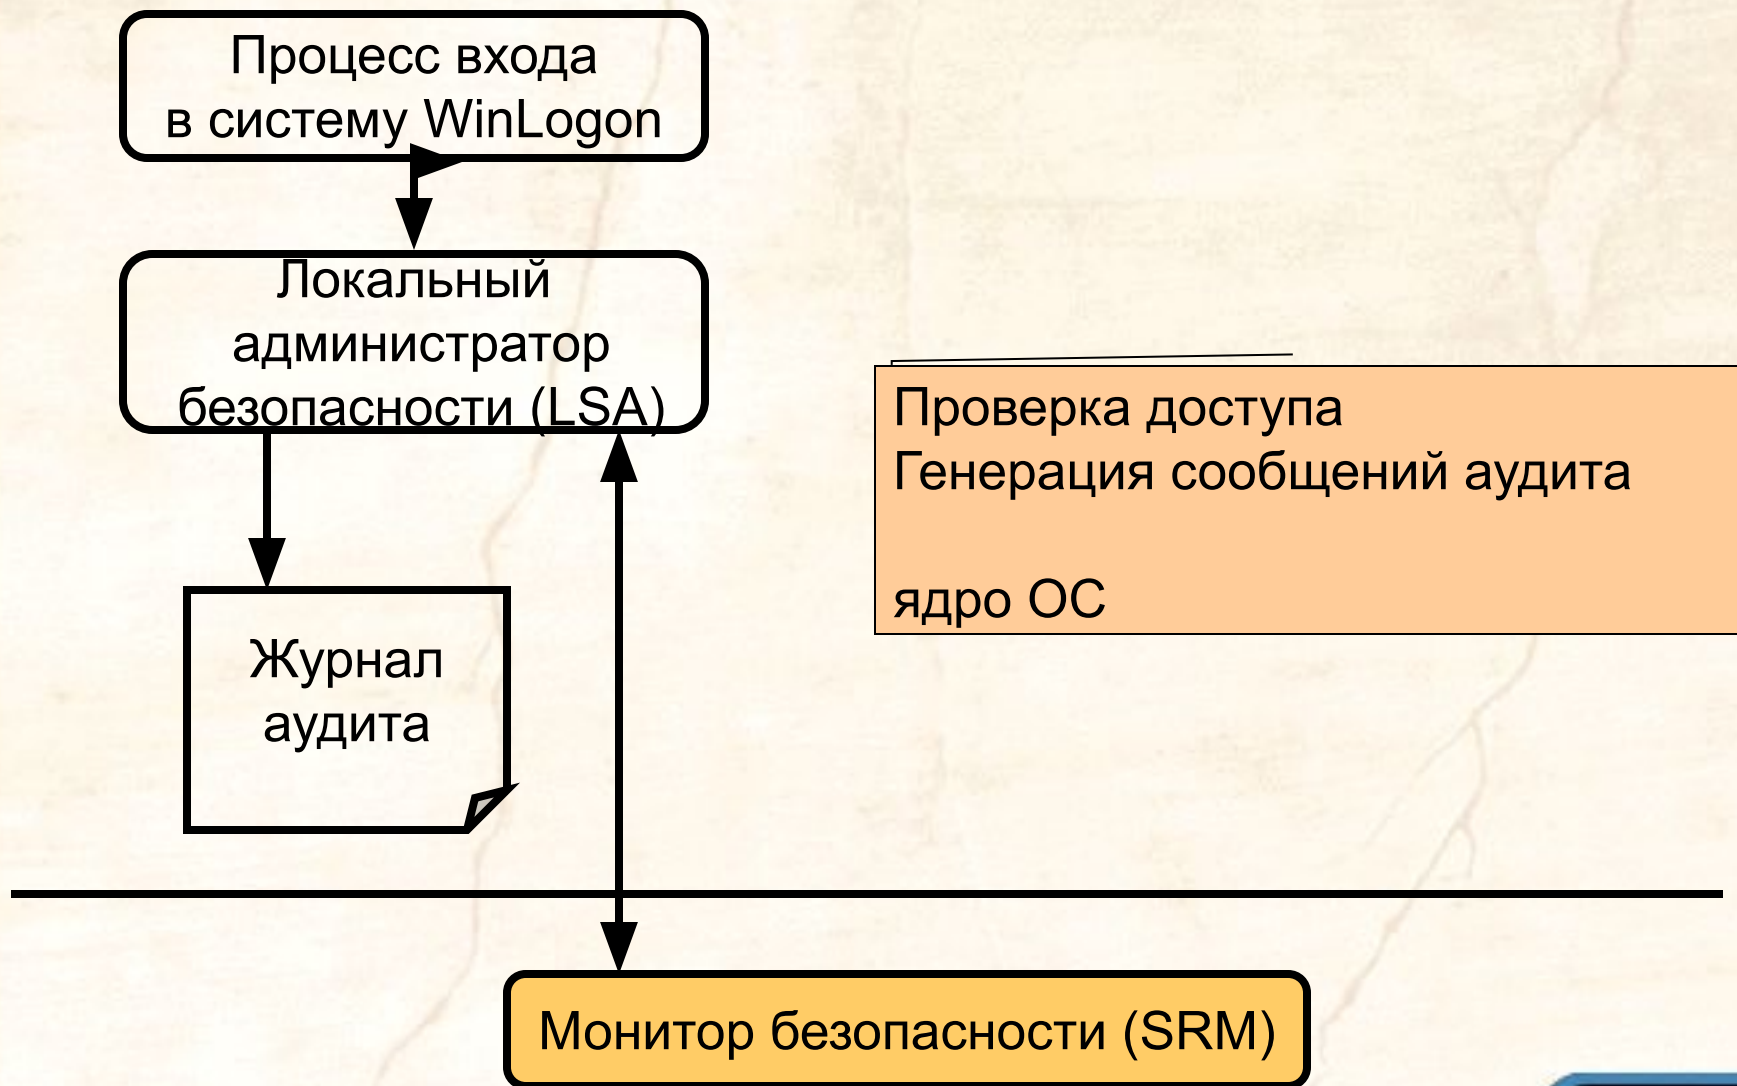 Процесс входа
в систему WinLogon
Локальный
администратор
безопасности (LSA)
Проверка доступа
Генерация сообщений аудита
ядро ОС
Журнал
аудита
Монитор безопасности (SRM)